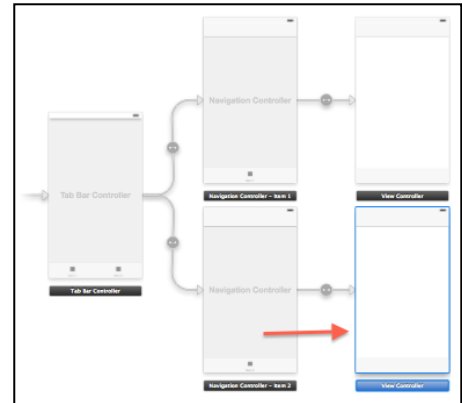 Navigation Controller
Navigation Controller - Item 1
View Controller
Tab Bar Controller
Tab Bar Controller
Navigation Controller
Navigation Controller - Item 2
View Controller